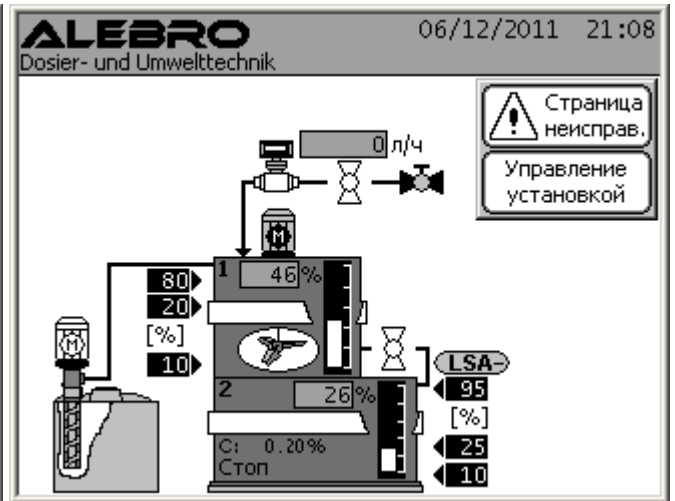 ALEBRO
06/12/2011 21:08
Dosier- und Umwelttechnik
Страница
неисправ.
0 л/ч
Управление
установкой
M
1 46%
80
20
[%]
M
10
LSA-
2 26%
95
[%]
C: 0.20%
25
Стоп
10